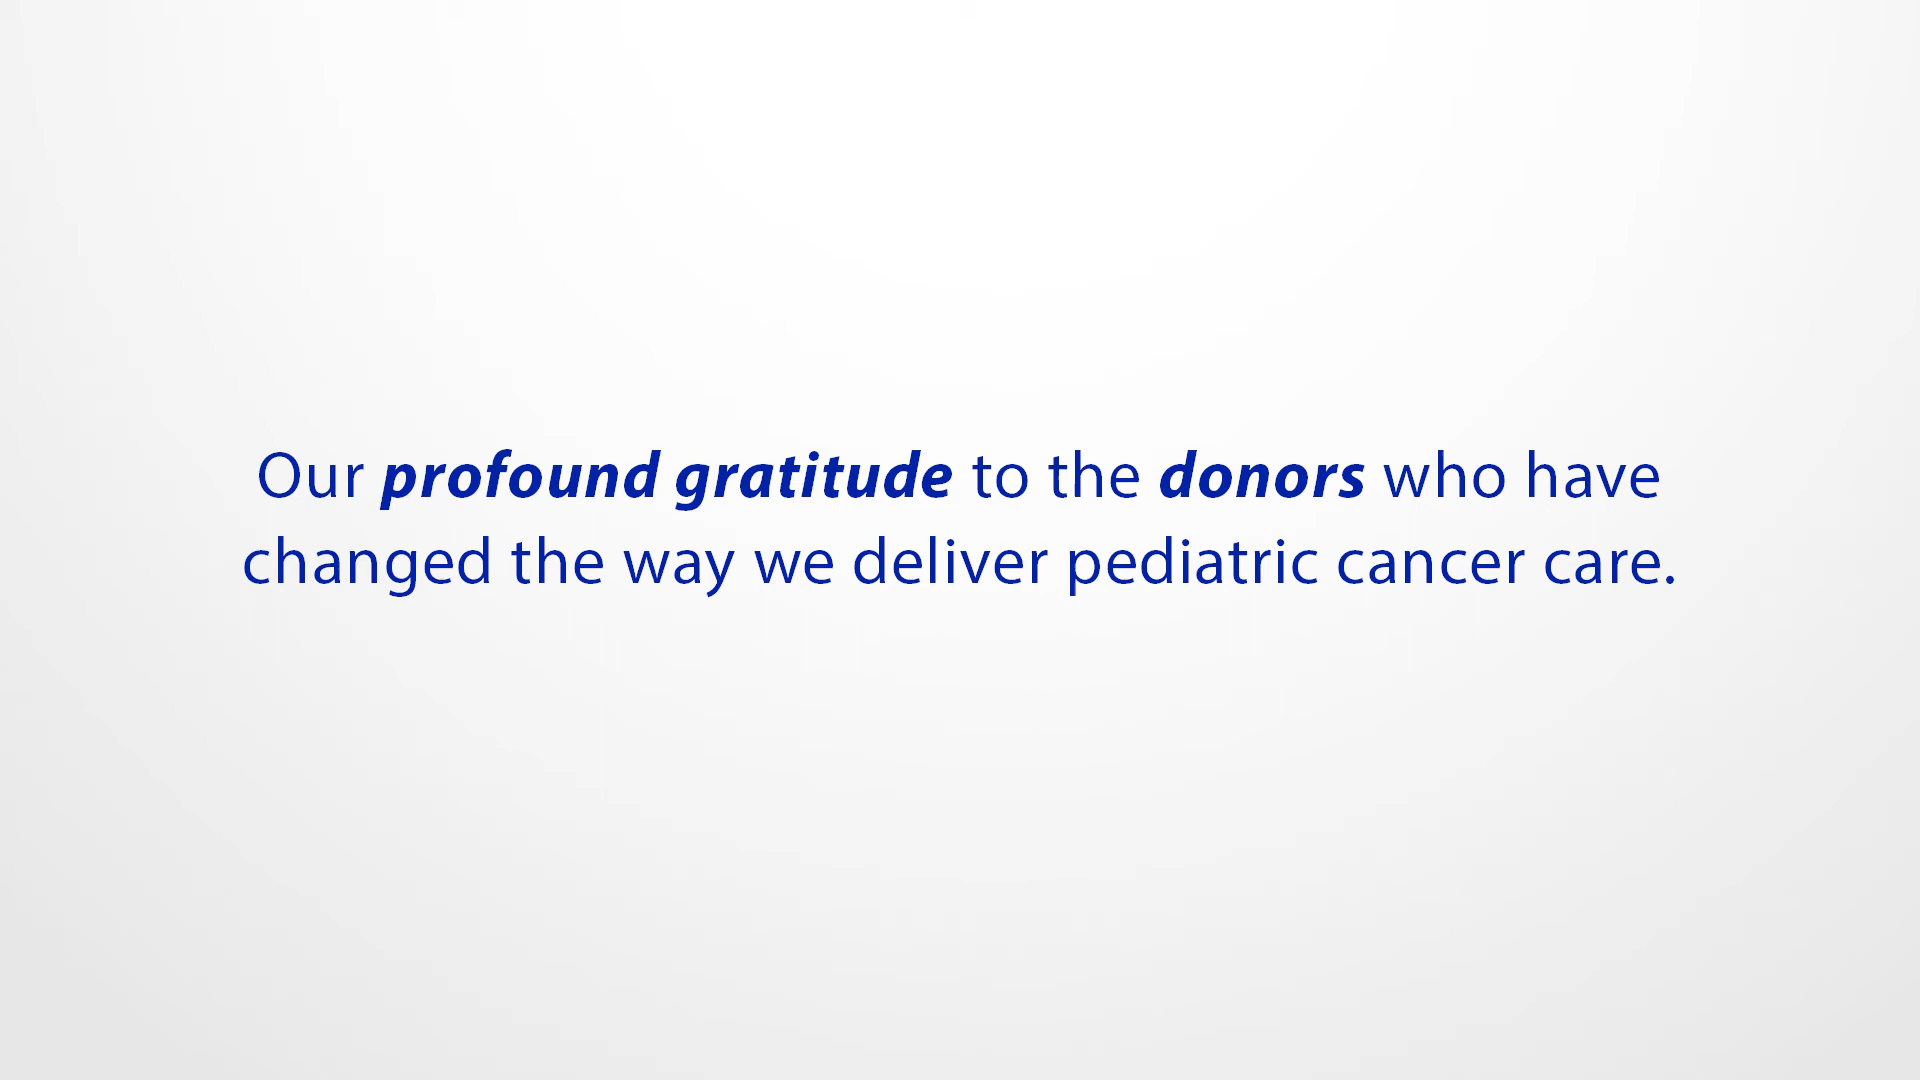 Our profound gratitude to the donors who have
changed the way we deliver pediatric cancer care.